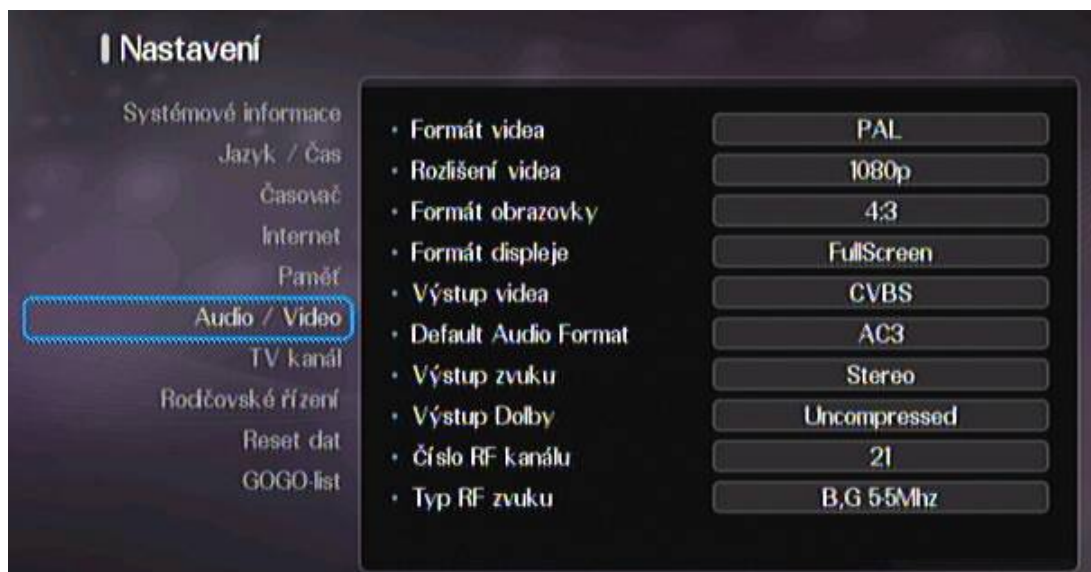 Nastavení
Systémové informace
Jazyk / Čas
Časovač
Internet
Paměť
Audio / Video
TV kanál
Rodčovské řízení
Reset dat
GOGO-list
• Formát videa PAL
• Rozlišení videa 1080p
• Formát obrazovky 4:3
• Formát displeje FullScreen
• Výstup videa CVBS
• Default Audio Format AC3
• Výstup zvuku Stereo
• Výstup Dolby Uncompressed
• Číslo RF kanálu 21
• Typ RF zvuku B,G 5·5Mhz